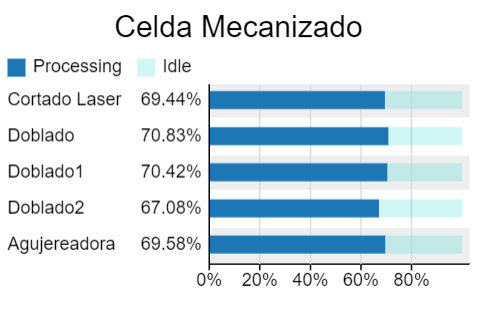 Celda Mecanizado
Processing Idle
Cortado Laser 69.44%
Doblado 70.83%
Doblado1 70.42%
Doblado2 67.08%
Agujereadora 69.58%
0% 20% 40% 60% 80%